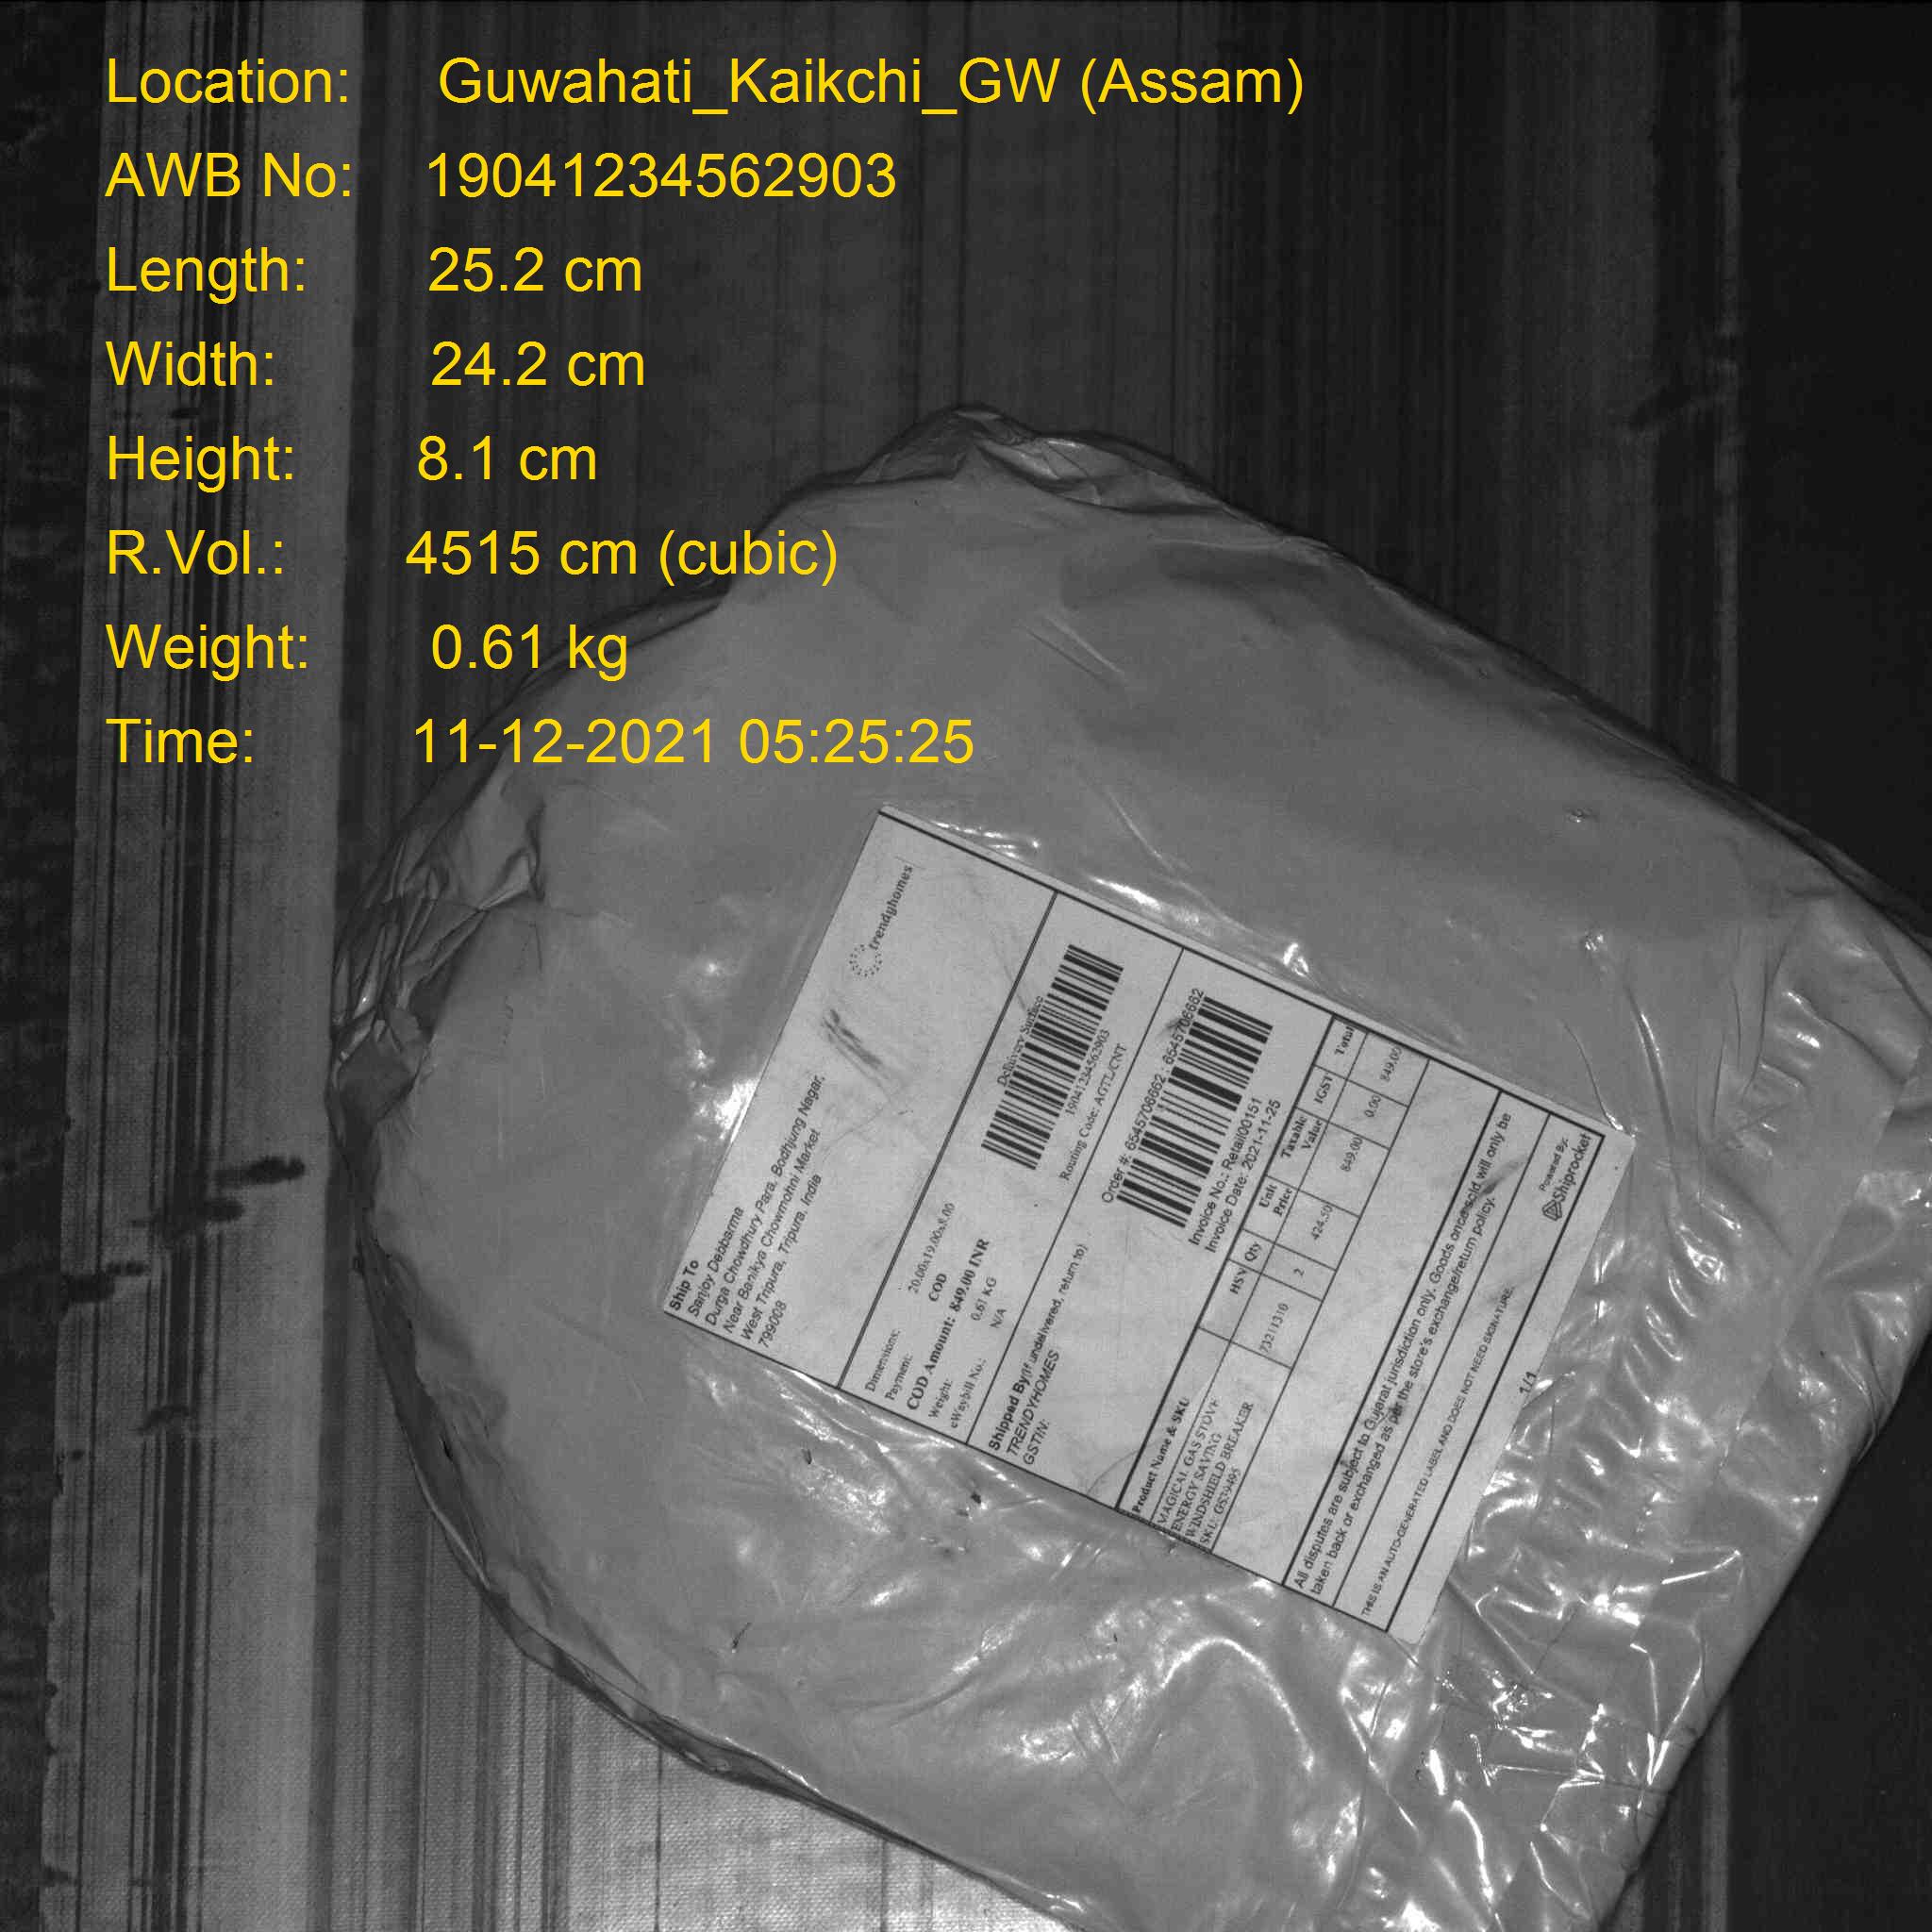 Location: Guwahati_Kaikchi_GW (Assam)
AWB No: 19041234562903
Length: 25.2 cm
Width: 24.2 cm
Height: 8.1 cm
R.Vol.: 4515 cm (cubic)
Weight: 0.61 kg
Time: 11-12-2021 05:25:25
trendyhomes
Ship To
Sanjoy Debbarma
Durga Chowdhury Para, Bodhjung Nagar,
Near Banikya Chowmohni Market
West Tripura, Tripura, India
799008
Dimensions: 20.00x19.00x8.00
Payment: COD
COD Amount: 849.00 INR
Weight: 0.61 KG
eWaybill No.: N/A
Delhivery Surface
19041234562903
Routing Code: AGT/L/CNT
Shipped By(If undelivered, return to)
TRENDYHOMES
GSTIN:
Order #: 6545706662 : 6545706662
Invoice No.: Retail00151
Invoice Date: 2021-11-25
Product Name & SKU HSN Qty Unit Price Taxable Value IGST Total
MAGICAL GAS STOVE 73211310 2 424.50 849.00 0.00 849.00
ENERGY SAVING
WINDSHIELD BREAKER
SKU: GS79495
All disputes are subject to Gujarat jurisdiction only. Goods once sold will only be
taken back or exchanged as per the store's exchange/return policy.
THIS IS AN AUTO-GENERATED LABEL AND DOES NOT NEED SIGNATURE.
Powered By:
Shiprocket
1/1